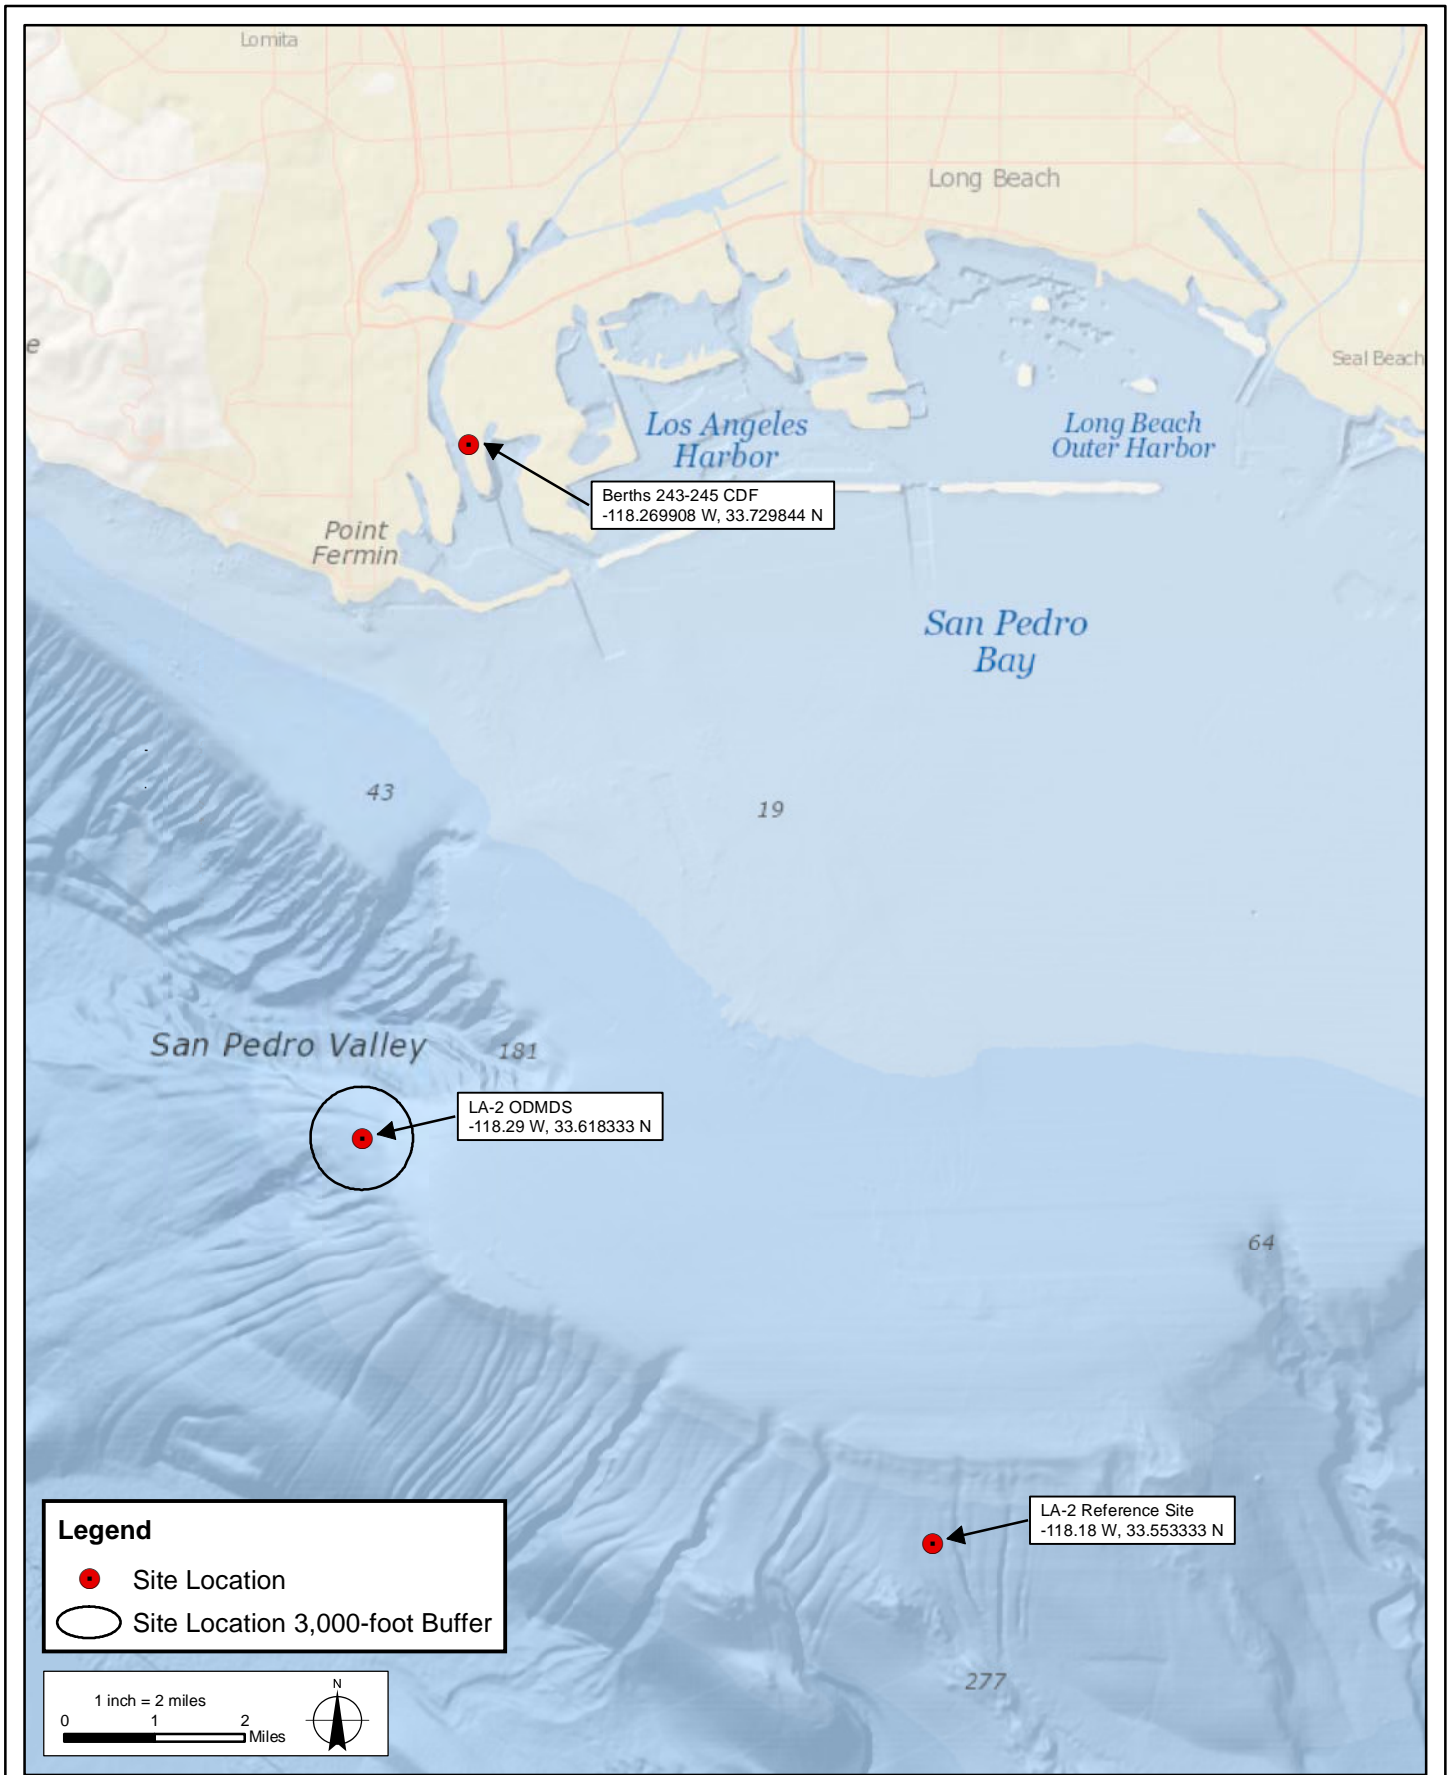 Lomita
Long Beach
e
Seal Beach
Los Angeles
Harbor
Long Beach
Outer Harbor
Berths 243-245 CDF
-118.269908 W, 33.729844 N
Point
Fermin
San Pedro
Bay
43
19
San Pedro Valley
181
LA-2 ODMDS
-118.29 W, 33.618333 N
64
LA-2 Reference Site
-118.18 W, 33.553333 N
277
Legend
Site Location
Site Location 3,000-foot Buffer
1 inch = 2 miles
0 1 2
Miles
N